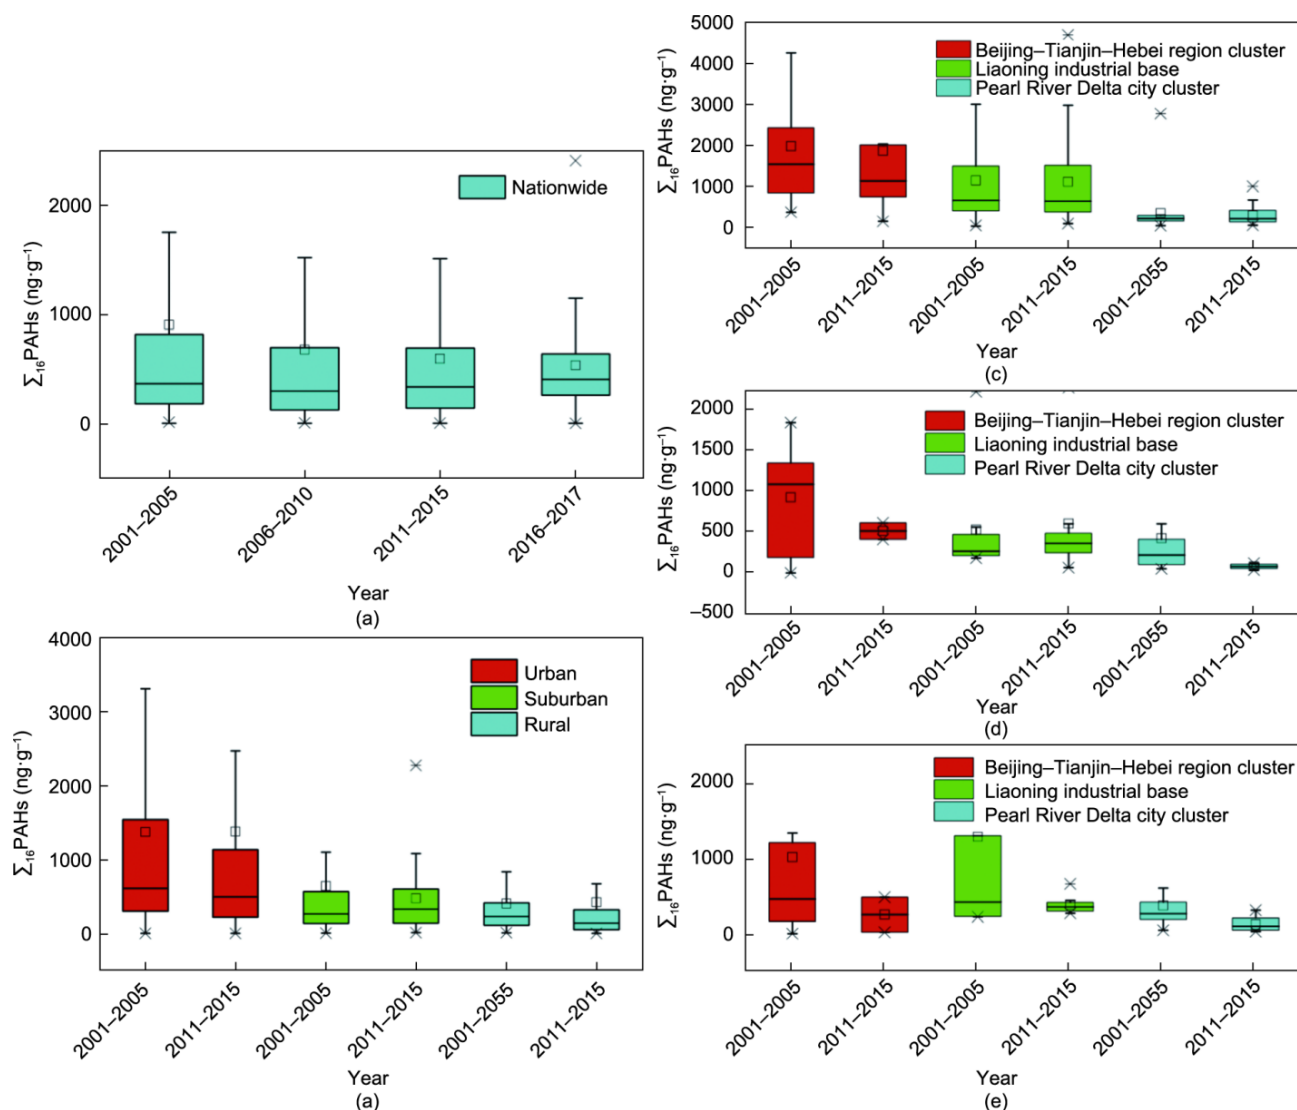 Σ16PAHs (ng·g⁻¹)
2000
1000
0
Nationwide
2001–2005
2006–2010
2011–2015
2016–2017
Year
(a)
Σ16PAHs (ng·g⁻¹)
4000
3000
2000
1000
0
Urban
Suburban
Rural
2001–2005
2011–2015
2001–2005
2011–2015
2001–2055
2011–2015
Year
(a)
Σ16PAHs (ng·g⁻¹)
5000
4000
3000
2000
1000
0
Beijing–Tianjin–Hebei region cluster
Liaoning industrial base
Pearl River Delta city cluster
2001–2005
2011–2015
2001–2005
2011–2015
2001–2055
2011–2015
Year
(c)
Σ16PAHs (ng·g⁻¹)
2000
1500
1000
500
0
–500
Beijing–Tianjin–Hebei region cluster
Liaoning industrial base
Pearl River Delta city cluster
2001–2005
2011–2015
2001–2005
2011–2015
2001–2055
2011–2015
Year
(d)
Σ16PAHs (ng·g⁻¹)
2000
1000
0
Beijing–Tianjin–Hebei region cluster
Liaoning industrial base
Pearl River Delta city cluster
2001–2005
2011–2015
2001–2005
2011–2015
2001–2055
2011–2015
Year
(e)